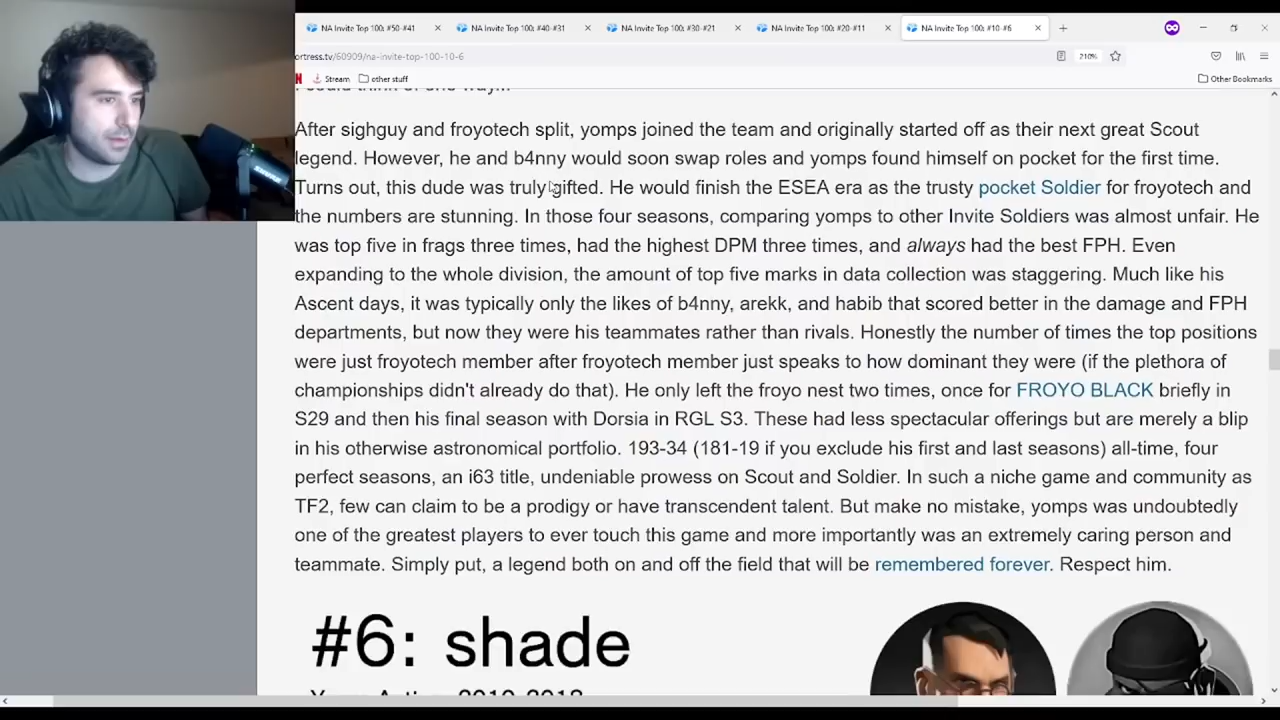 NA Invite Top 100: #50-#41
NA Invite Top 100: #40-#31
NA Invite Top 100: #30-#21
NA Invite Top 100: #20-#11
NA Invite Top 100: #10-#6
ortress.tv/60909/na-invite-top-100-10-6
210%
Stream
other stuff
Other Bookmarks
After sighguy and froyotech split, yomps joined the team and originally started off as their next great Scout
legend. However, he and b4nny would soon swap roles and yomps found himself on pocket for the first time.
Turns out, this dude was truly gifted. He would finish the ESEA era as the trusty pocket Soldier for froyotech and
the numbers are stunning. In those four seasons, comparing yomps to other Invite Soldiers was almost unfair. He
was top five in frags three times, had the highest DPM three times, and always had the best FPH. Even
expanding to the whole division, the amount of top five marks in data collection was staggering. Much like his
Ascent days, it was typically only the likes of b4nny, arekk, and habib that scored better in the damage and FPH
departments, but now they were his teammates rather than rivals. Honestly the number of times the top positions
were just froyotech member after froyotech member just speaks to how dominant they were (if the plethora of
championships didn't already do that). He only left the froyo nest two times, once for FROYO BLACK briefly in
S29 and then his final season with Dorsia in RGL S3. These had less spectacular offerings but are merely a blip
in his otherwise astronomical portfolio. 193-34 (181-19 if you exclude his first and last seasons) all-time, four
perfect seasons, an i63 title, undeniable prowess on Scout and Soldier. In such a niche game and community as
TF2, few can claim to be a prodigy or have transcendent talent. But make no mistake, yomps was undoubtedly
one of the greatest players to ever touch this game and more importantly was an extremely caring person and
teammate. Simply put, a legend both on and off the field that will be remembered forever. Respect him.
#6: shade